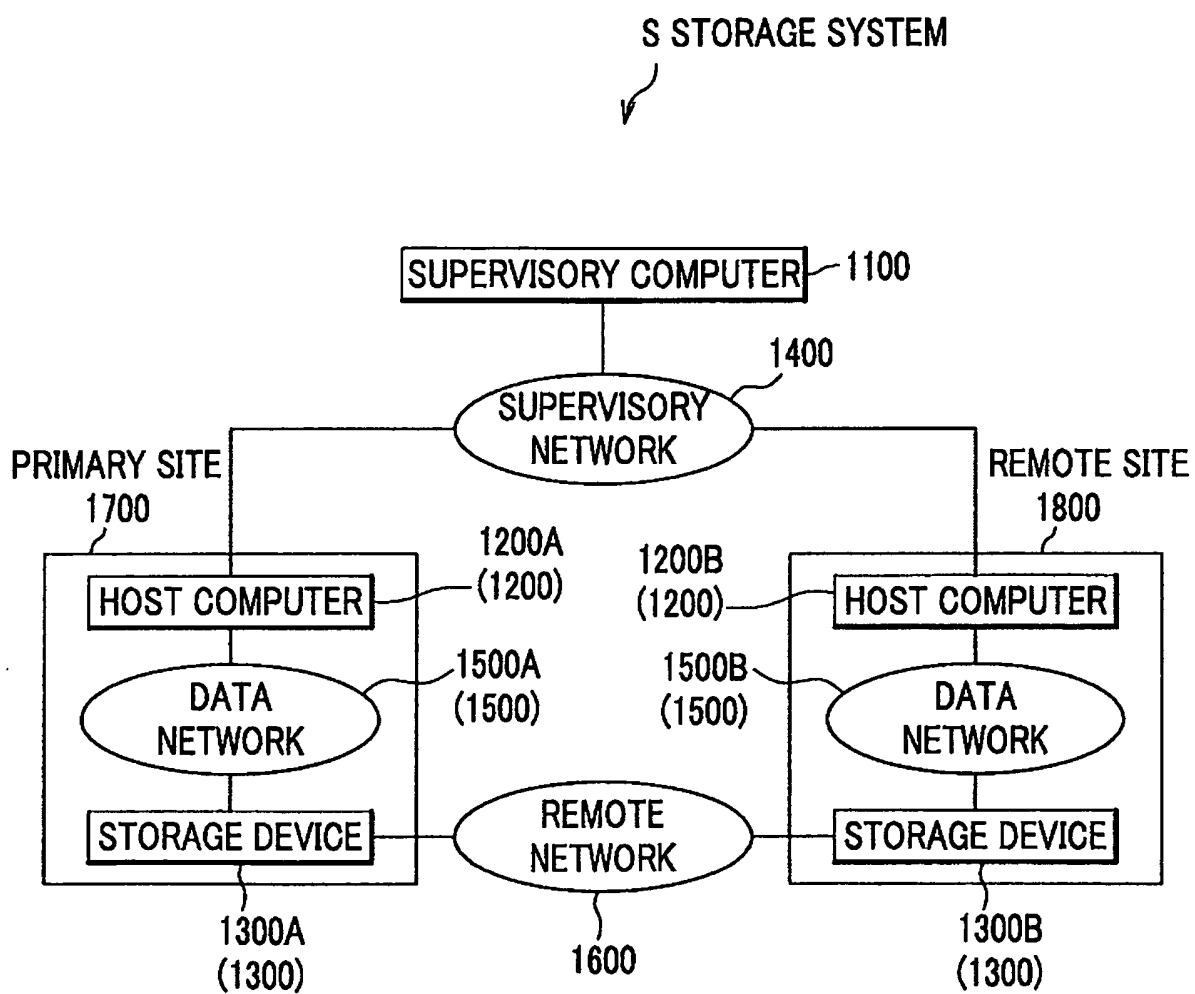 S STORAGE SYSTEM
SUPERVISORY COMPUTER
1100
1400
SUPERVISORY
NETWORK
PRIMARY SITE
1700
REMOTE SITE
1800
1200A
(1200)
1200B
(1200)
HOST COMPUTER
HOST COMPUTER
1500A
(1500)
1500B
(1500)
DATA
NETWORK
DATA
NETWORK
STORAGE DEVICE
REMOTE
NETWORK
STORAGE DEVICE
1300A
(1300)
1600
1300B
(1300)